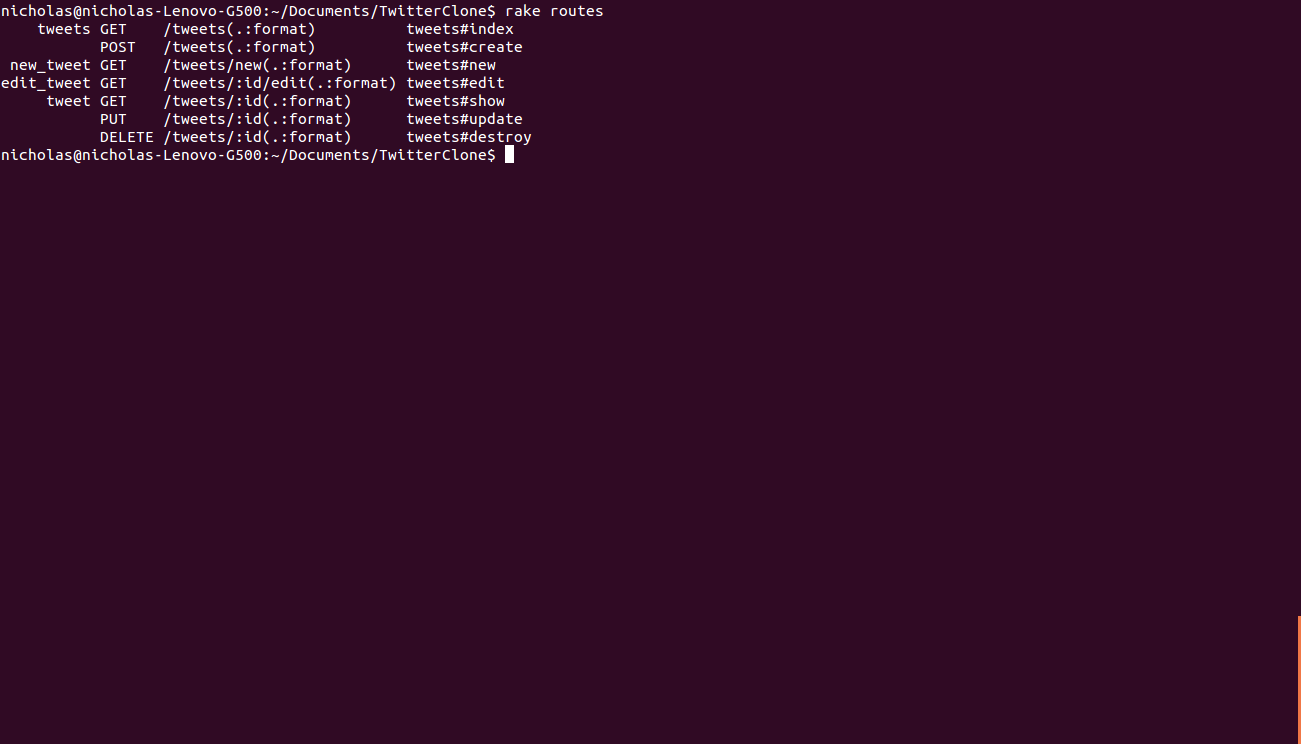 nicholas@nicholas-Lenovo-G500:~/Documents/TwitterClone$ rake routes
    tweets GET    /tweets(.:format)          tweets#index
           POST   /tweets(.:format)          tweets#create
 new_tweet GET    /tweets/new(.:format)      tweets#new
edit_tweet GET    /tweets/:id/edit(.:format) tweets#edit
     tweet GET    /tweets/:id(.:format)      tweets#show
           PUT    /tweets/:id(.:format)      tweets#update
           DELETE /tweets/:id(.:format)      tweets#destroy
nicholas@nicholas-Lenovo-G500:~/Documents/TwitterClone$